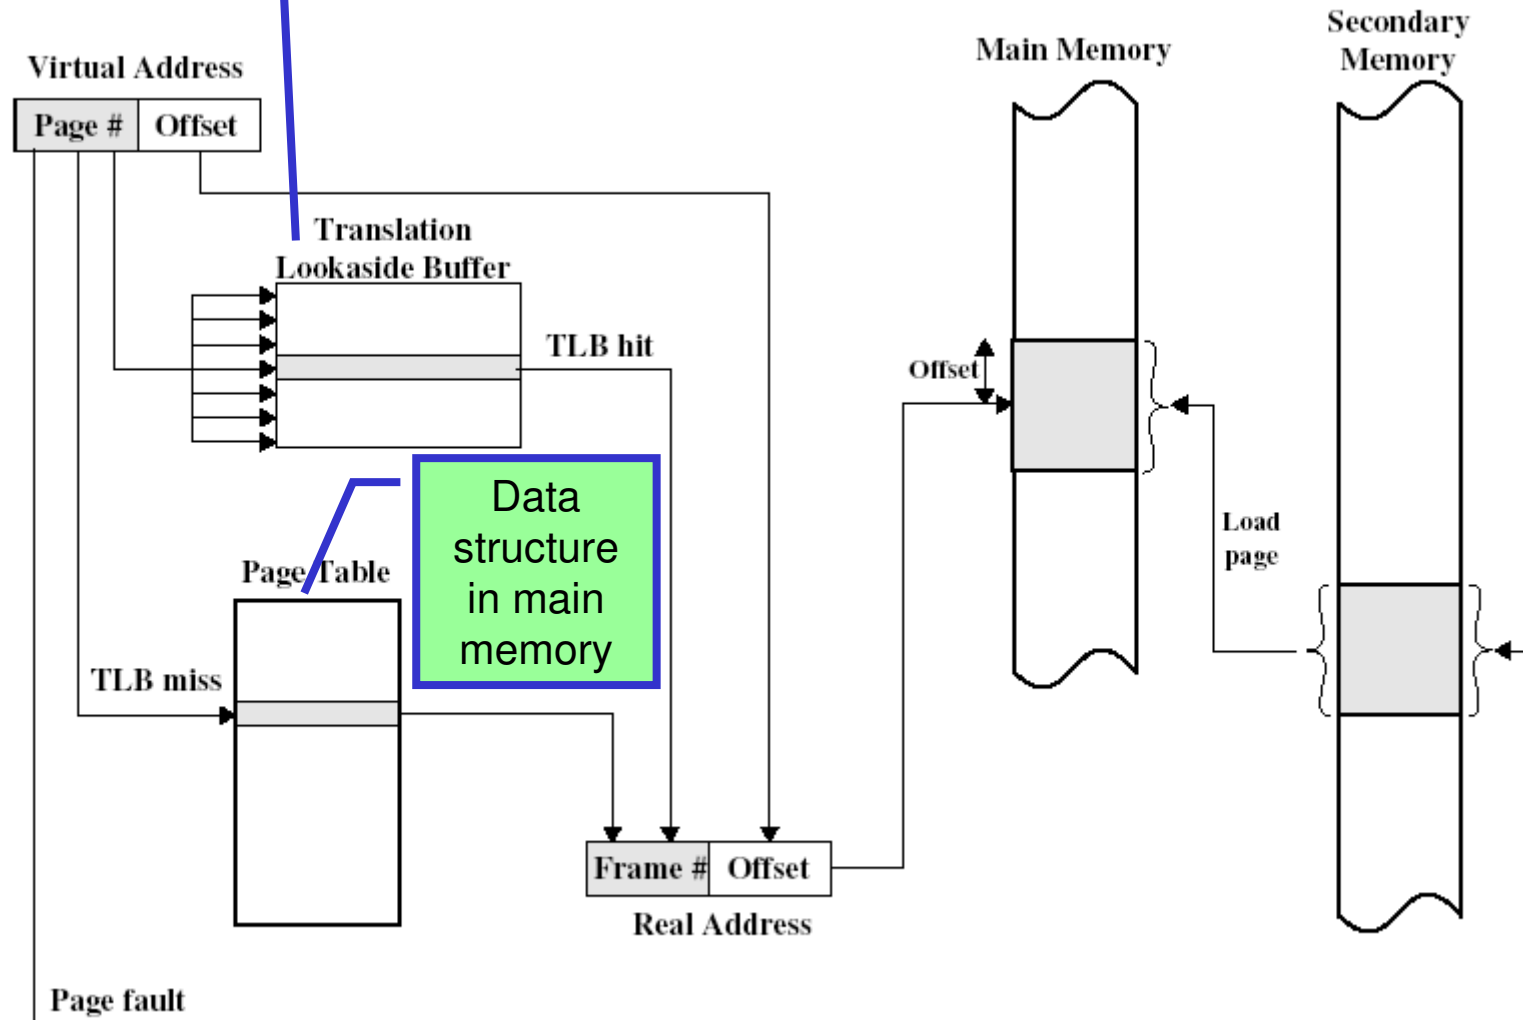 Secondary
Memory
Main Memory
Virtual Address
Page #
Offset
Translation
Lookaside Buffer
TLB hit
Offset
Data
structure
in main
memory
Load
page
Page Table
TLB miss
Frame #
Offset
Real Address
Page fault